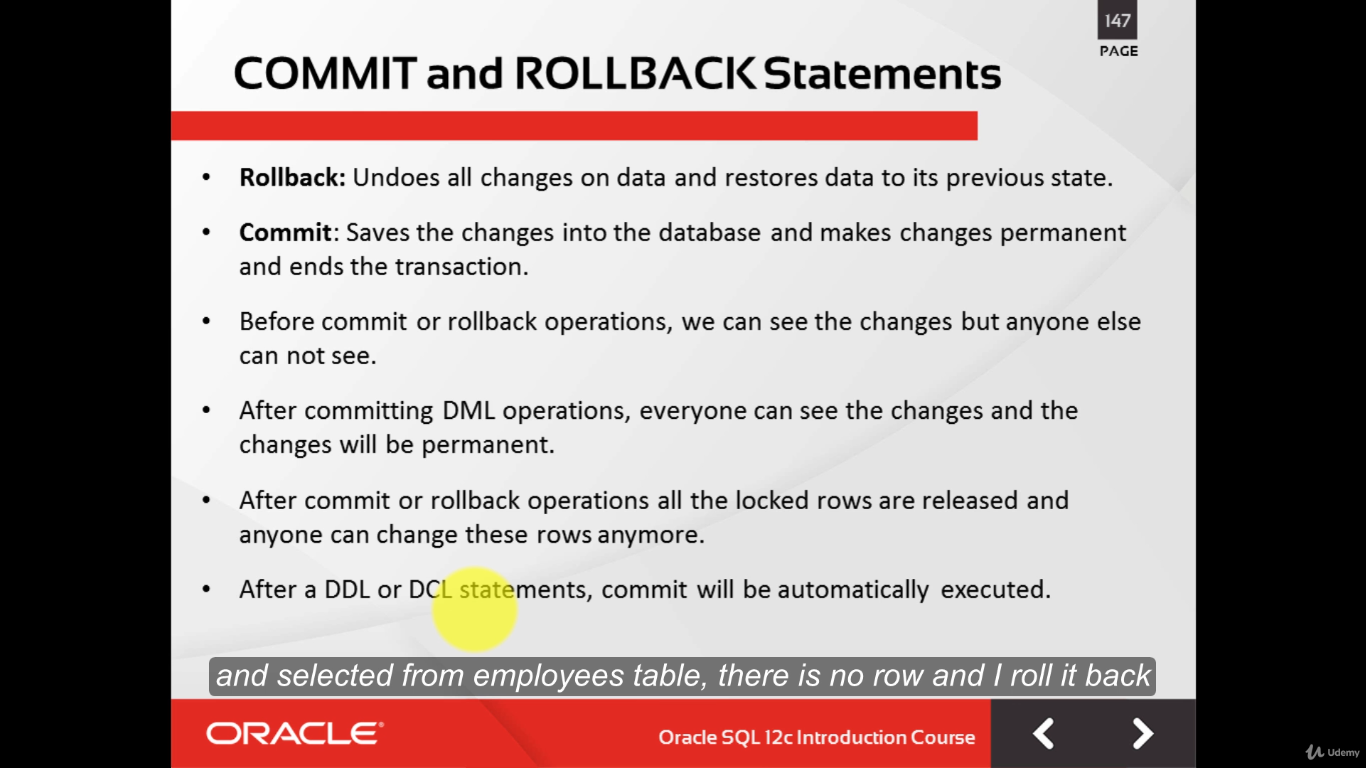 147
PAGE
COMMIT and ROLLBACK Statements
• Rollback: Undoes all changes on data and restores data to its previous state.
• Commit: Saves the changes into the database and makes changes permanent
and ends the transaction.
• Before commit or rollback operations, we can see the changes but anyone else
can not see.
• After committing DML operations, everyone can see the changes and the
changes will be permanent.
• After commit or rollback operations all the locked rows are released and
anyone can change these rows anymore.
• After a DDL or DCL statements, commit will be automatically executed.
and selected from employees table, there is no row and I roll it back
ORACLE®
Oracle SQL 12c Introduction Course
Udemy